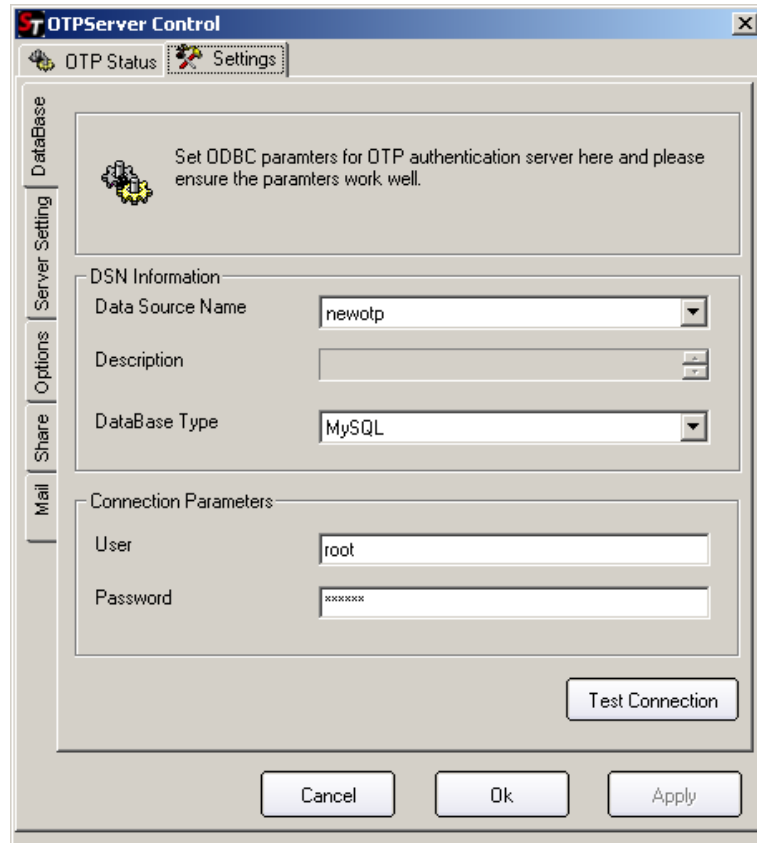 ST OTPServer Control
OTP Status Settings
DataBase
Server Setting
Options
Share
Mail
Set ODBC paramters for OTP authentication server here and please
ensure the paramters work well.
DSN Information
Data Source Name newotp
Description
DataBase Type MySQL
Connection Parameters
User root
Password ××××××
Test Connection
Cancel Ok Apply